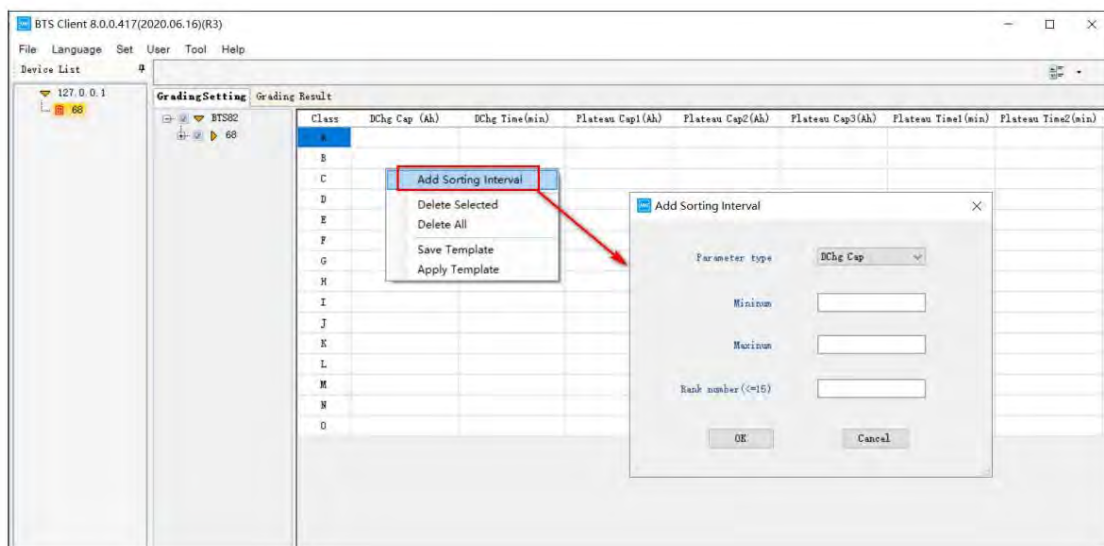 BTS Client 8.0.0.417(2020.06.16)(R3)
File Language Set User Tool Help
Device List
127.0.0.1
68
GradingSetting Grading Result
BTS82
68
Class DChg Cap (Ah) DChg Time(min) Plateau Cap1(Ah) Plateau Cap2(Ah) Plateau Cap3(Ah) Plateau Time1(min) Plateau Time2(min)
A
B
C
D
E
F
G
H
I
J
K
L
M
N
O
Add Sorting Interval
Delete Selected
Delete All
Save Template
Apply Template
Add Sorting Interval
Parameter type DChg Cap
Mininum
Maxinum
Rank number(<=15)
OK Cancel